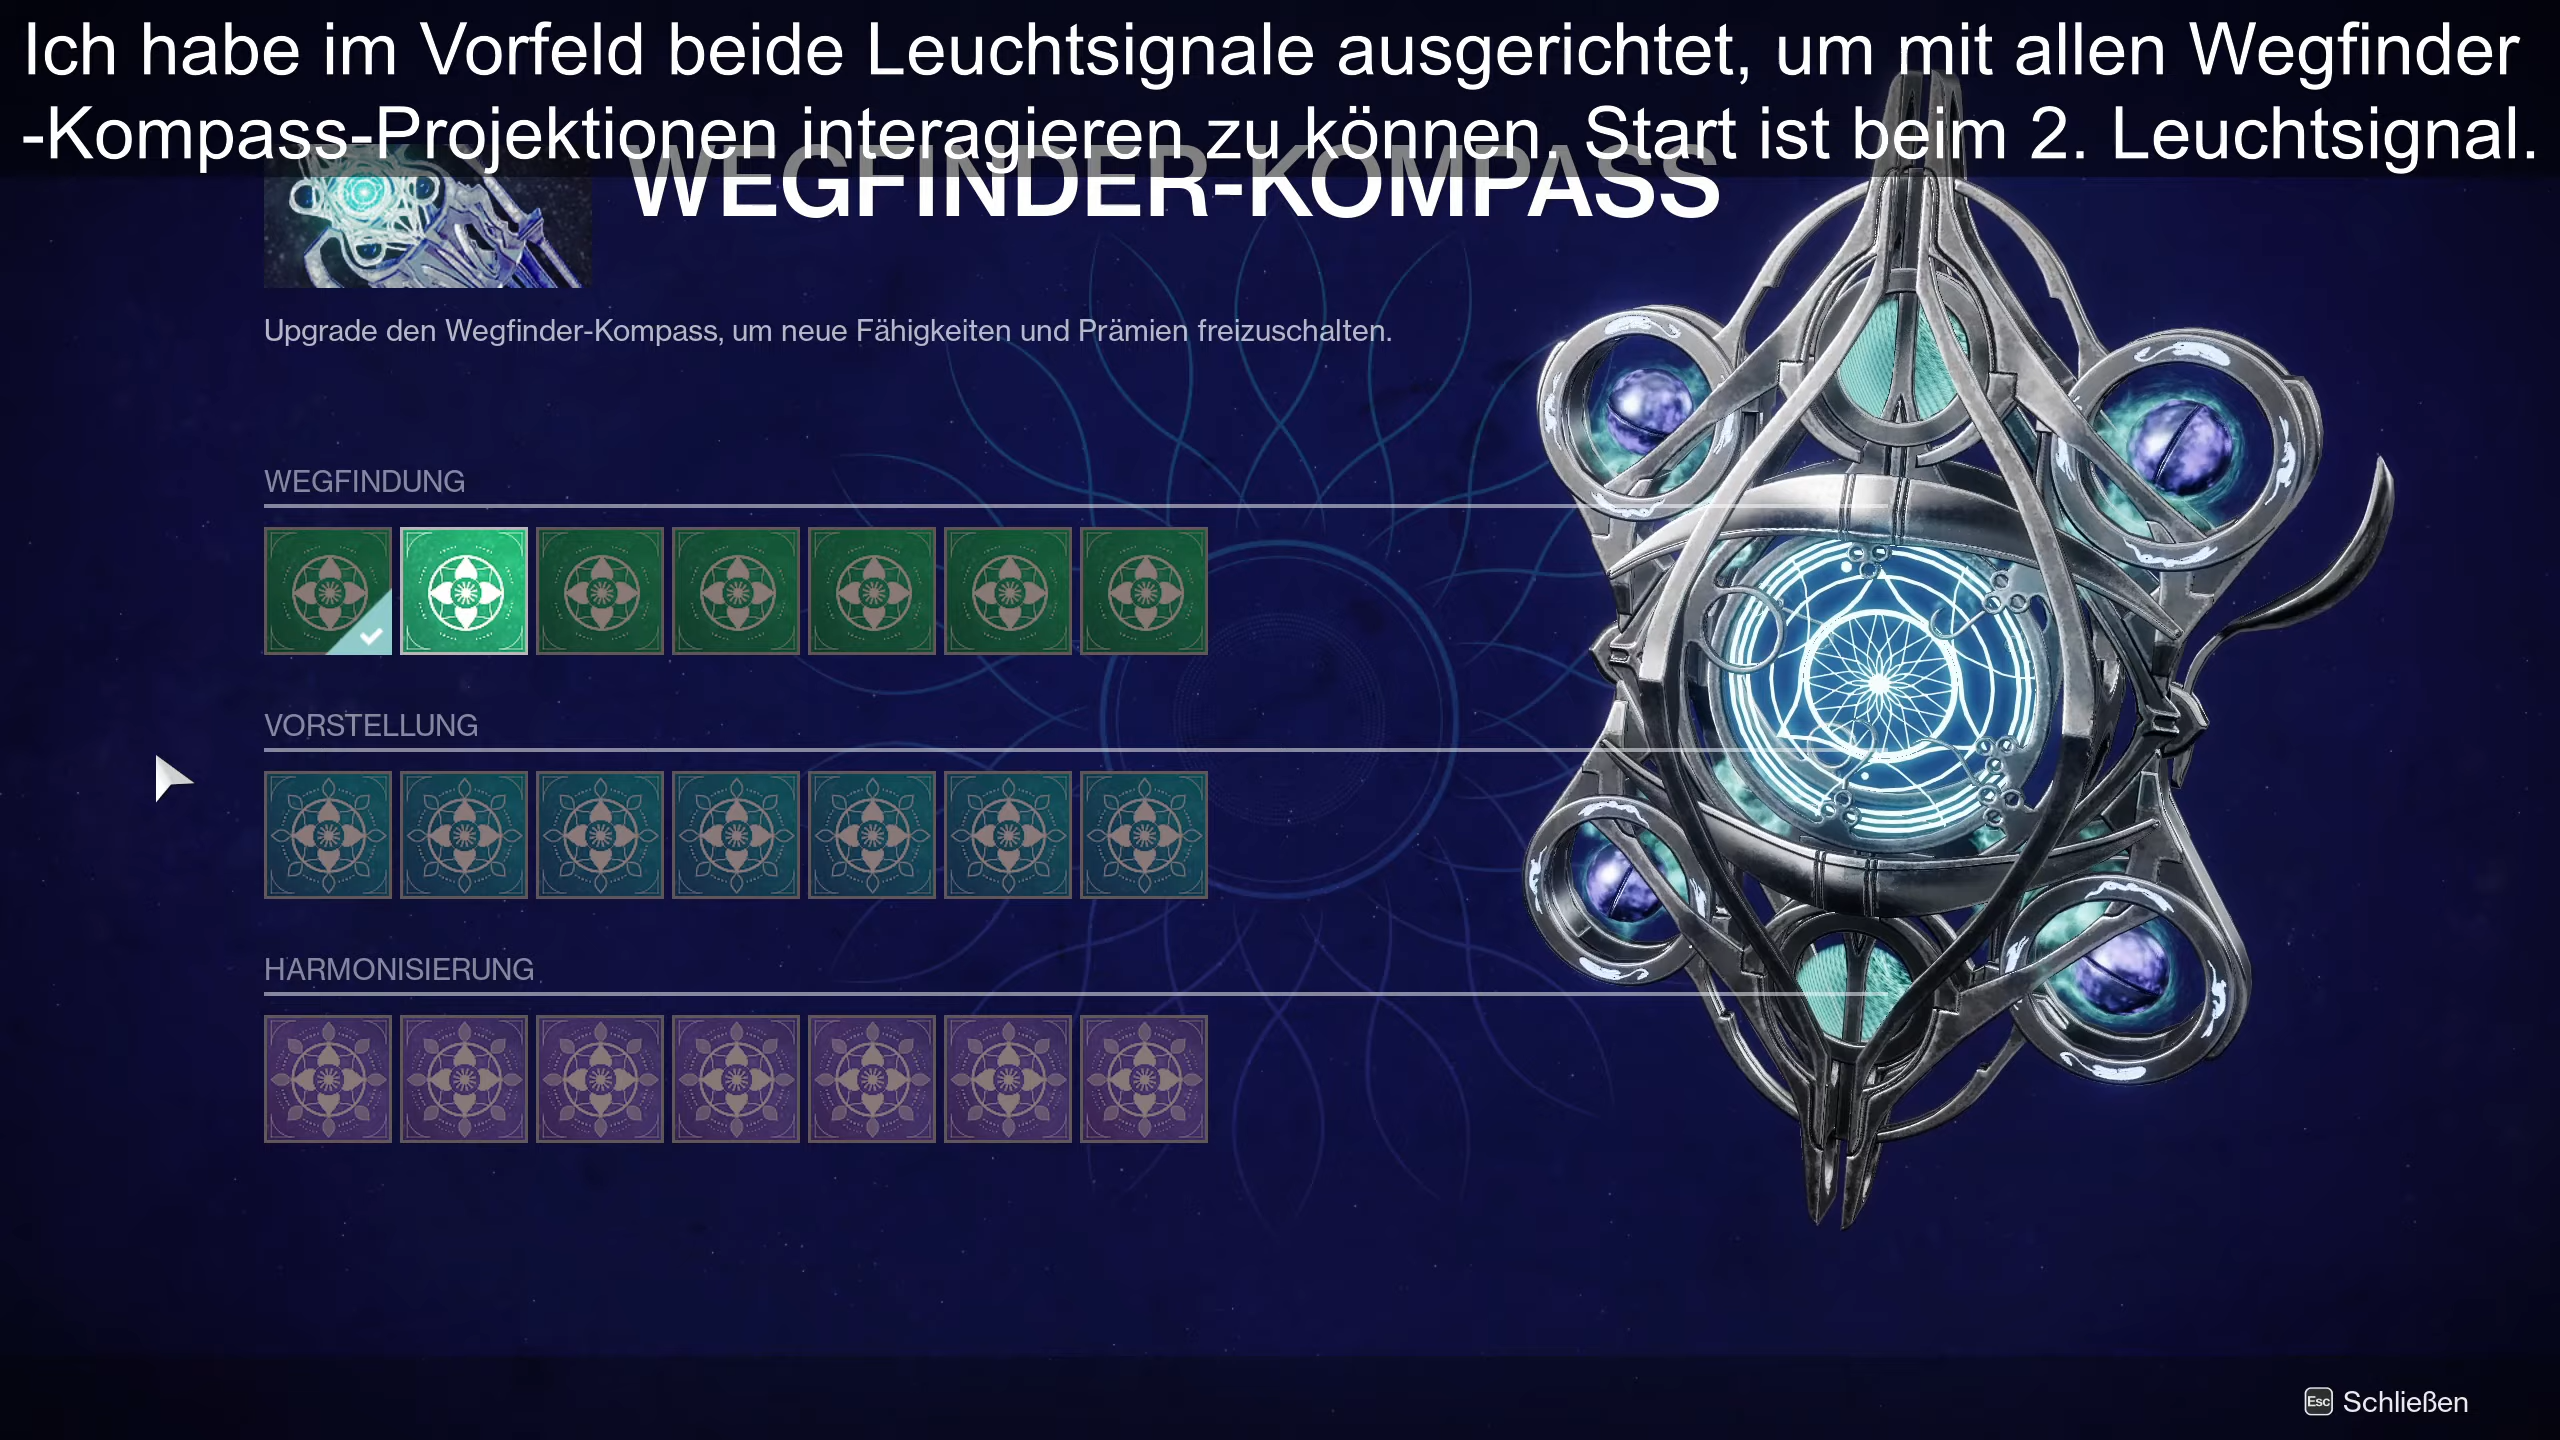 Ich habe im Vorfeld beide Leuchtsignale ausgerichtet, um mit allen Wegfinder
-Kompass-Projektionen interagieren zu können. Start ist beim 2. Leuchtsignal.
WEGFINDER-KOMPASS
Upgrade den Wegfinder-Kompass, um neue Fähigkeiten und Prämien freizuschalten.
WEGFINDUNG
VORSTELLUNG
HARMONISIERUNG
Esc Schließen